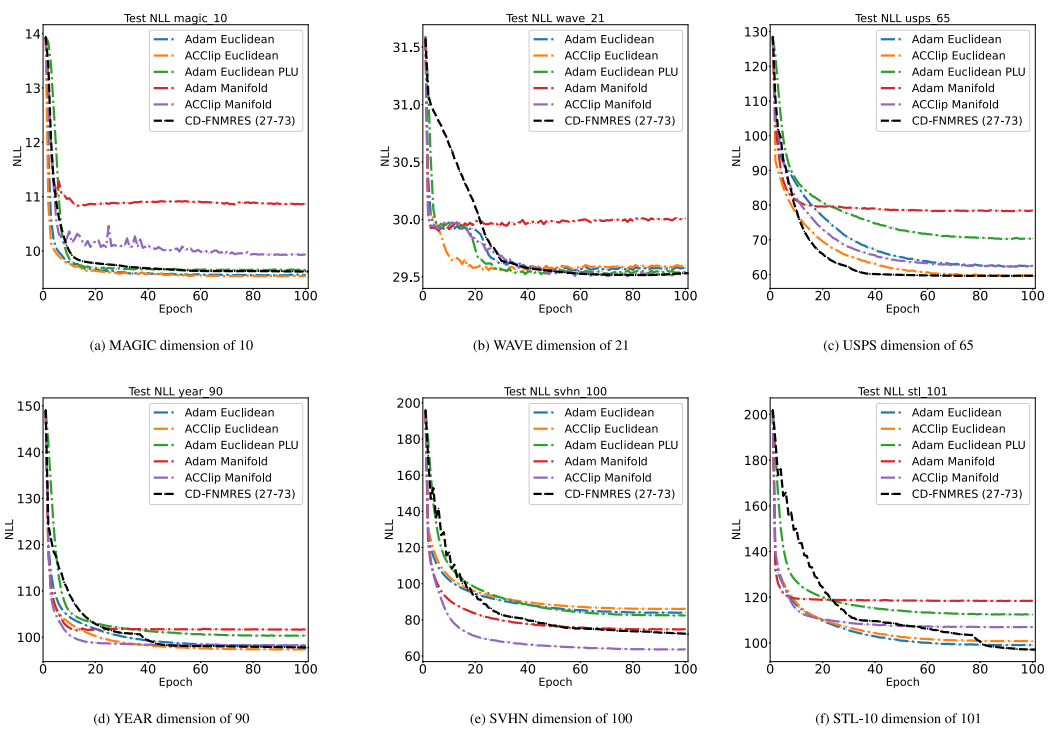 Test NLL magic_10
14
13
12
11
10
NLL
0
20
40
60
80
100
Epoch
Adam Euclidean
ACClip Euclidean
Adam Euclidean PLU
Adam Manifold
ACClip Manifold
CD-FNMRES (27-73)
(a) MAGIC dimension of 10
Test NLL wave_21
31.5
31.0
30.5
30.0
29.5
NLL
0
20
40
60
80
100
Epoch
Adam Euclidean
ACClip Euclidean
Adam Euclidean PLU
Adam Manifold
ACClip Manifold
CD-FNMRES (27-73)
(b) WAVE dimension of 21
Test NLL usps_65
130
120
110
100
90
80
70
60
NLL
0
20
40
60
80
100
Epoch
Adam Euclidean
ACClip Euclidean
Adam Euclidean PLU
Adam Manifold
ACClip Manifold
CD-FNMRES (27-73)
(c) USPS dimension of 65
Test NLL year_90
150
140
130
120
110
100
NLL
0
20
40
60
80
100
Epoch
Adam Euclidean
ACClip Euclidean
Adam Euclidean PLU
Adam Manifold
ACClip Manifold
CD-FNMRES (27-73)
(d) YEAR dimension of 90
Test NLL svhn_100
200
180
160
140
120
100
80
60
NLL
0
20
40
60
80
100
Epoch
Adam Euclidean
ACClip Euclidean
Adam Euclidean PLU
Adam Manifold
ACClip Manifold
CD-FNMRES (27-73)
(e) SVHN dimension of 100
Test NLL stl_101
200
180
160
140
120
100
NLL
0
20
40
60
80
100
Epoch
Adam Euclidean
ACClip Euclidean
Adam Euclidean PLU
Adam Manifold
ACClip Manifold
CD-FNMRES (27-73)
(f) STL-10 dimension of 101